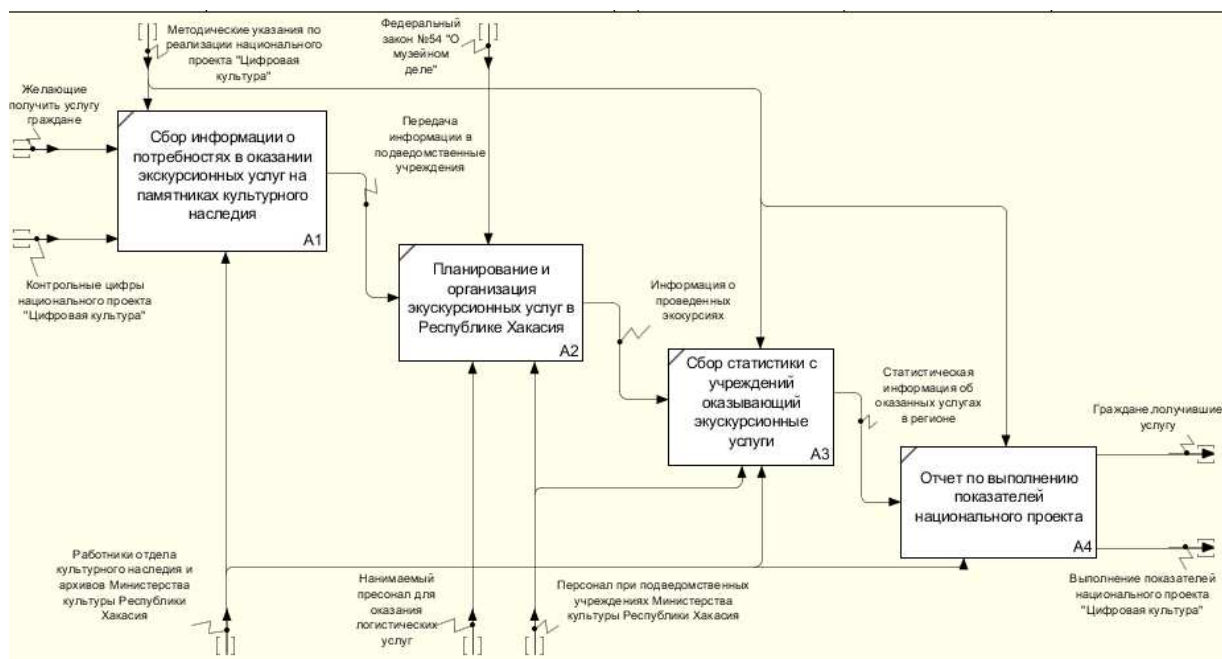 Методические указания по
реализации национального
проекта "Цифровая
культура"
Федеральный
закон №54 "О
музейном
деле"
Желающие
получить услугу
граждане
Сбор информации о
потребностях в оказании
экскурсионных услуг на
памятниках культурного
наследия
A1
Передача
информации в
подведомственные
учреждения
Контрольные цифры
национального проекта
"Цифровая культура"
Планирование и
организация
экускурсионных услуг в
Республике Хакасия
A2
Информация о
проведенных
экокурсиях
Сбор статистики с
учреждений
оказывающий
экускурсионные
услуги
A3
Статистическая
информация об
оказанных услугах
в регионе
Граждане,получившие
услугу
Отчет по выполнению
показателей
национального проекта
A4
Работники отдела
культурного наследия и
архивов Министерства
культуры Республики
Хакасия
Нанимаемый
пресонал для
оказания
логистических
услуг
Персонал при подведомственных
учреждениях Министерства
культуры Республики Хакасия
Выполнение показателей
национального проекта
"Цифровая культура"